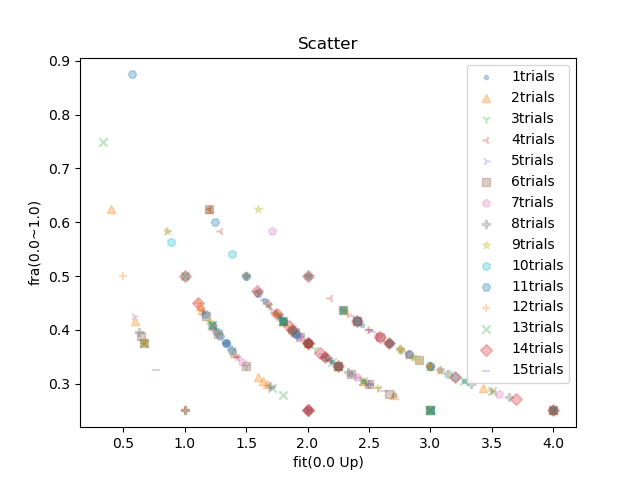 Scatter
0.9
0.8
0.7
0.6
0.5
0.4
0.3
fra(0.0~1.0)
1trials
2trials
3trials
4trials
5trials
6trials
7trials
8trials
9trials
10trials
11trials
12trials
13trials
14trials
15trials
0.5 1.0 1.5 2.0 2.5 3.0 3.5 4.0
fit(0.0 Up)